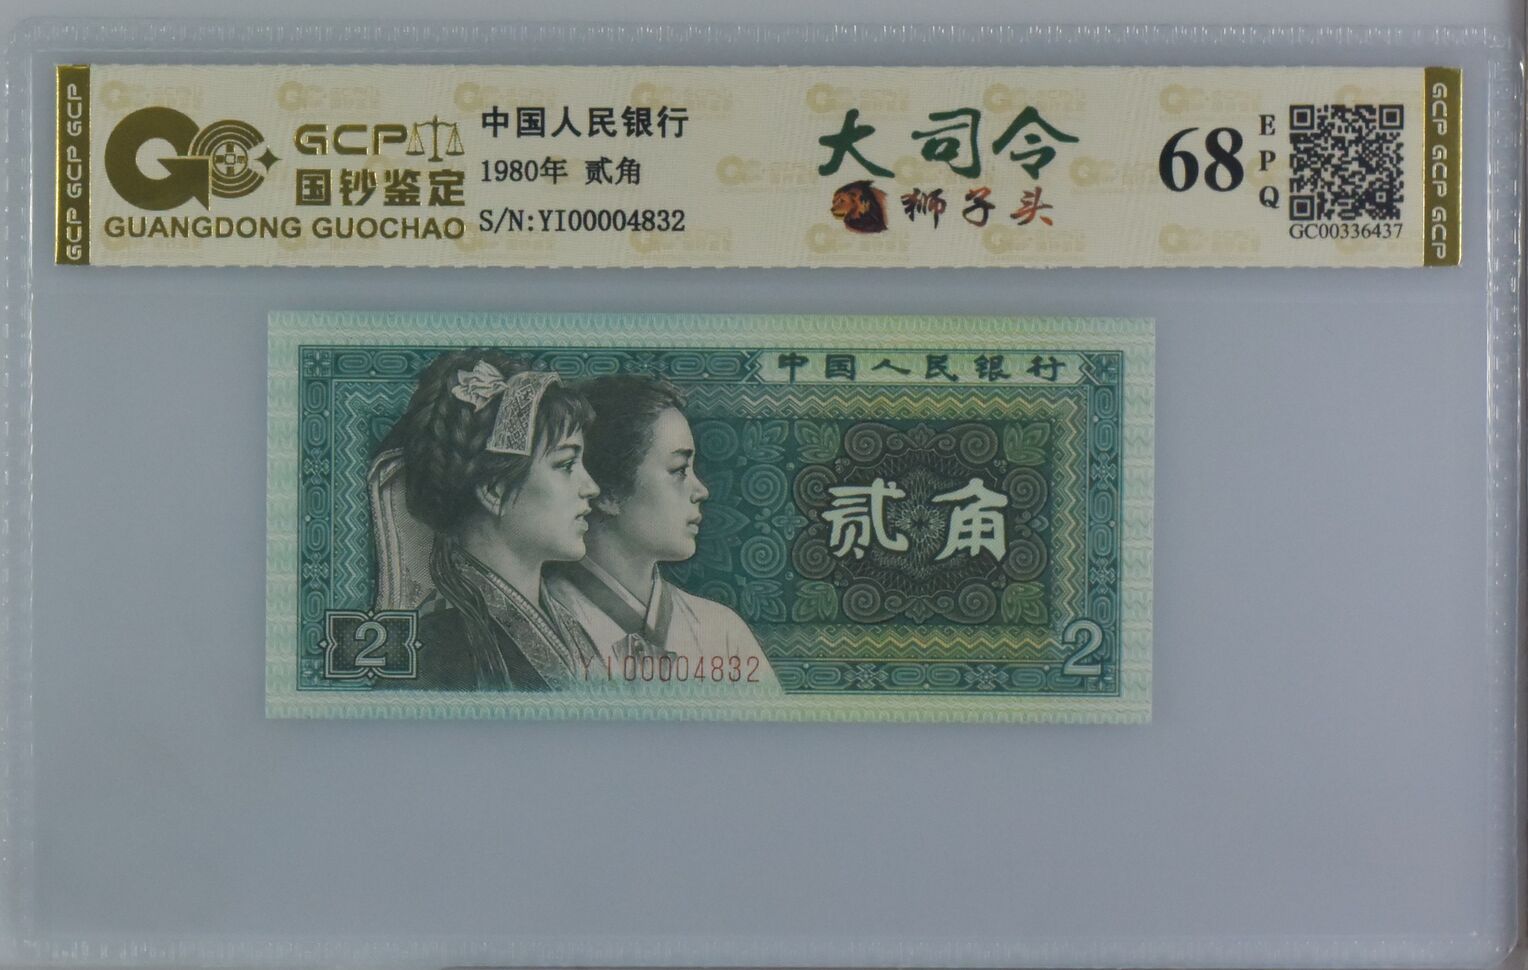 GCP GCP GCP
GCP
国钞鉴定
GUANGDONG GUOCHAO
中国人民银行
1980年 贰角
S/N:YI00004832
大司令
狮子头
68
EPQ
GC00336437
GCP GCP GCP
中国人民银行
贰角
2
2
YI00004832